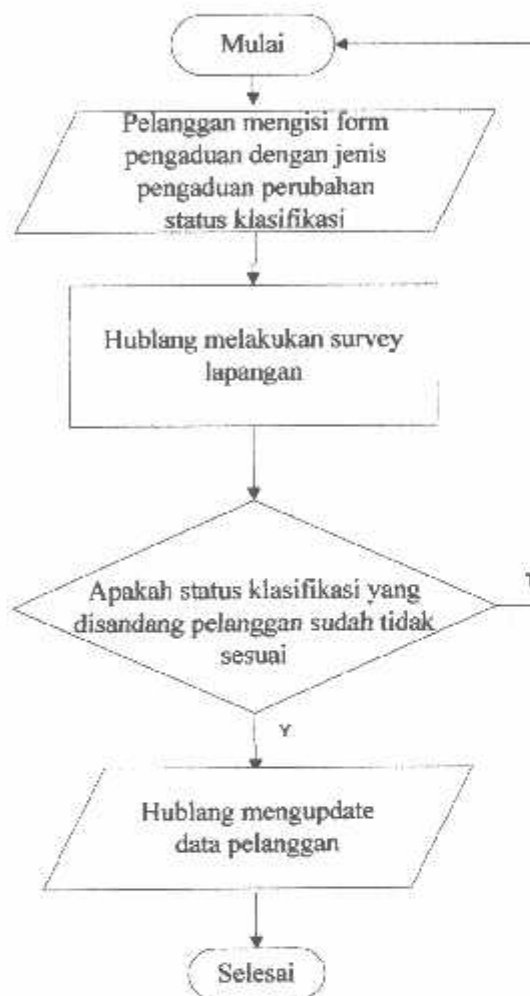 Mulai
Pelanggan mengisi form
pengaduan dengan jenis
pengaduan perubahan
status klasifikasi
Hublang melakukan survey
lapangan
Apakah status klasifikasi yang
disandang pelanggan sudah tidak
sesuai
T
Y
Hublang mengupdate
data pelanggan
Selesai